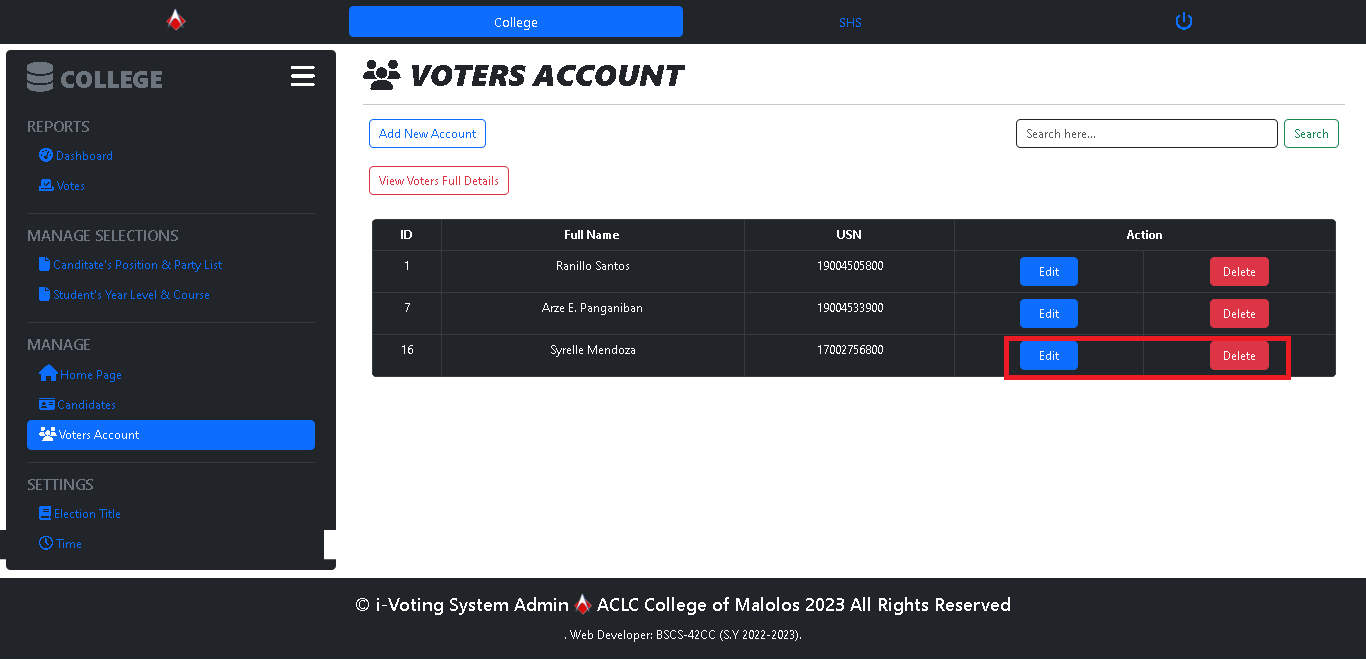 College SHS
COLLEGE
REPORTS
Dashboard
Votes
MANAGE SELECTIONS
Canditate's Position & Party List
Student's Year Level & Course
MANAGE
Home Page
Candidates
Voters Account
SETTINGS
Election Title
Time
VOTERS ACCOUNT
Add New Account Search here... Search
View Voters Full Details
ID Full Name USN Action
1 Ranillo Santos 19004505800 Edit Delete
7 Arze E. Panganiban 19004533900 Edit Delete
16 Syrelle Mendoza 17002756800 Edit Delete
© i-Voting System Admin ACLC College of Malolos 2023 All Rights Reserved
. Web Developer: BSCS-42CC (S.Y 2022-2023).